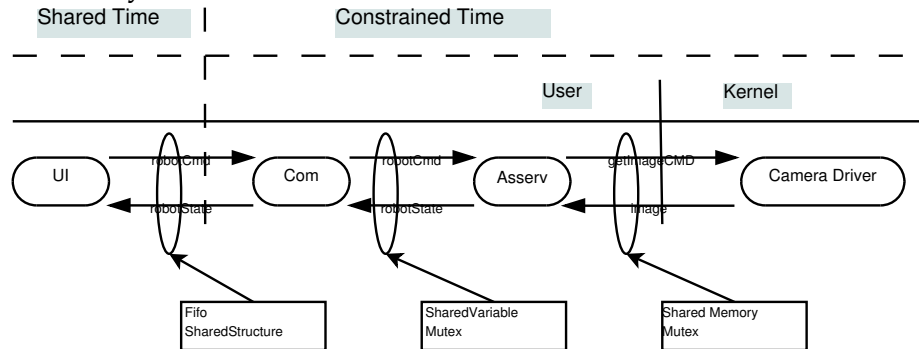 Shared Time
Constrained Time
User
Kernel
robotCmd
robotCmd
getImageCMD
UI
Com
Asserv
Camera Driver
robotState
robotState
image
Fifo
SharedStructure
SharedVariable
Mutex
Shared Memory
Mutex